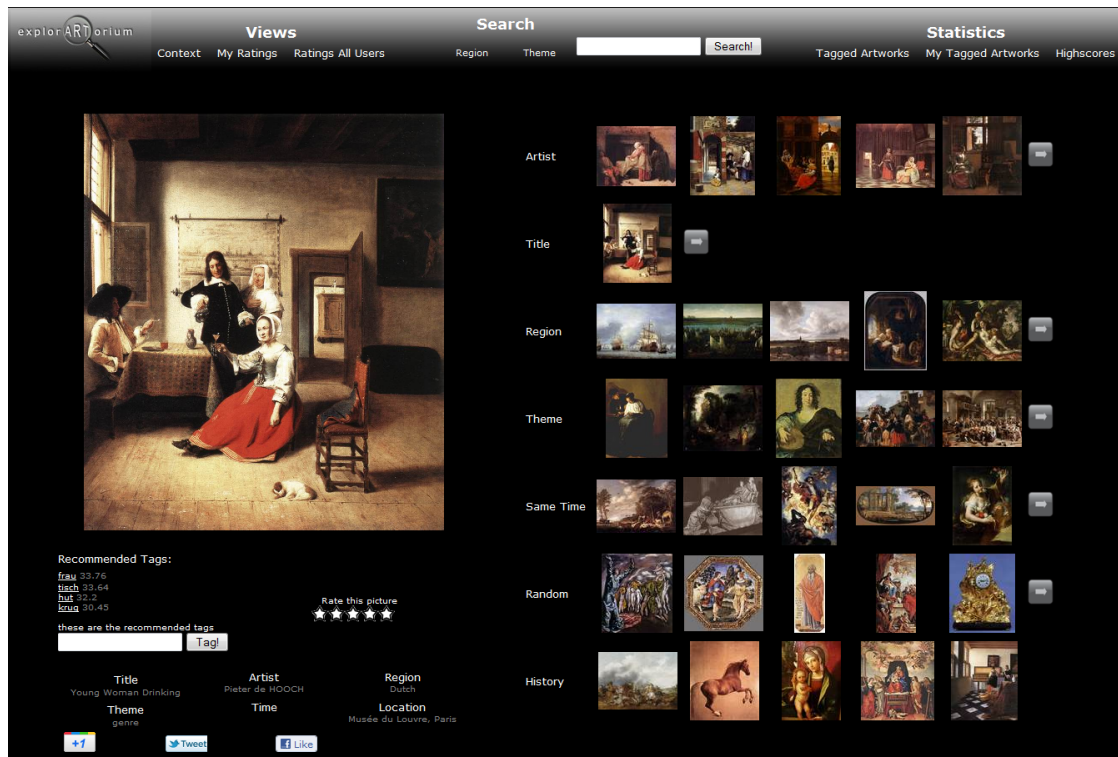 explorARTorium
Views
Search
Statistics
Context My Ratings Ratings All Users
Region Theme Search!
Tagged Artworks My Tagged Artworks Highscores
Artist
Title
Region
Theme
Same Time
Random
History
Recommended Tags:
frau 33.76
tisch 33.64
hut 32.2
krug 30.45
these are the recommended tags
Tag!
Rate this picture
Title
Young Woman Drinking
Artist
Pieter de HOOCH
Region
Dutch
Theme
genre
Time
Location
Musée du Louvre, Paris
+1
Tweet
Like